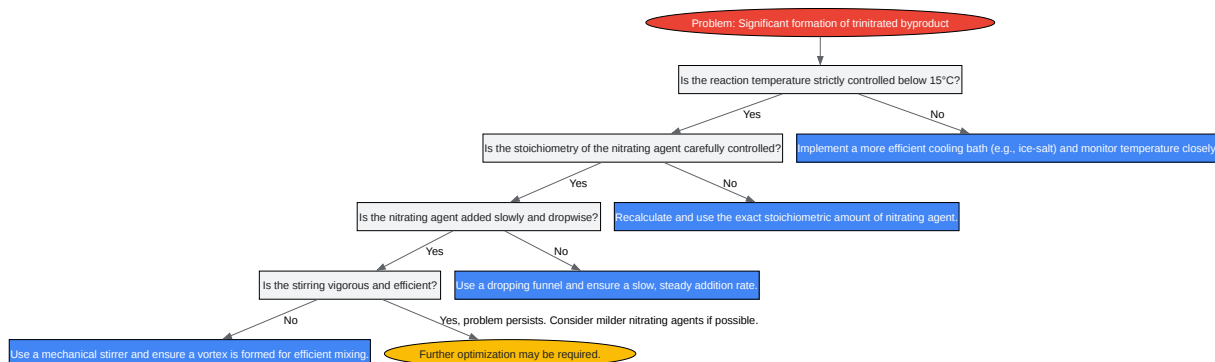 Problem: Significant formation of trinitrated byproduct
Is the reaction temperature strictly controlled below 15°C?
Yes
No
Is the stoichiometry of the nitrating agent carefully controlled?
Implement a more efficient cooling bath (e.g., ice-salt) and monitor temperature closely
Yes
No
Is the nitrating agent added slowly and dropwise?
Recalculate and use the exact stoichiometric amount of nitrating agent.
Yes
No
Is the stirring vigorous and efficient?
Use a dropping funnel and ensure a slow, steady addition rate.
No
Yes, problem persists. Consider milder nitrating agents if possible.
Use a mechanical stirrer and ensure a vortex is formed for efficient mixing.
Further optimization may be required.